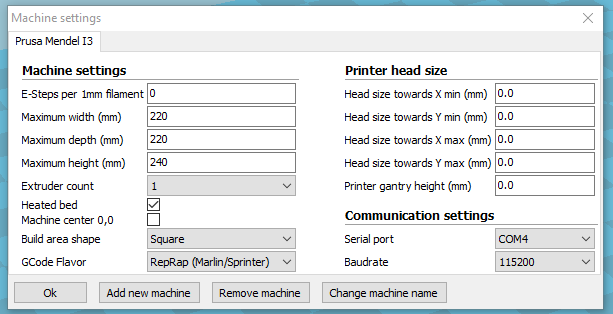 Machine settings
Prusa Mendel I3
Machine settings
E-Steps per 1mm filament 0
Maximum width (mm) 220
Maximum depth (mm) 220
Maximum height (mm) 240
Extruder count 1
Heated bed
Machine center 0,0
Build area shape Square
GCode Flavor RepRap (Marlin/Sprinter)
Printer head size
Head size towards X min (mm) 0.0
Head size towards Y min (mm) 0.0
Head size towards X max (mm) 0.0
Head size towards Y max (mm) 0.0
Printer gantry height (mm) 0.0
Communication settings
Serial port COM4
Baudrate 115200
Ok Add new machine Remove machine Change machine name